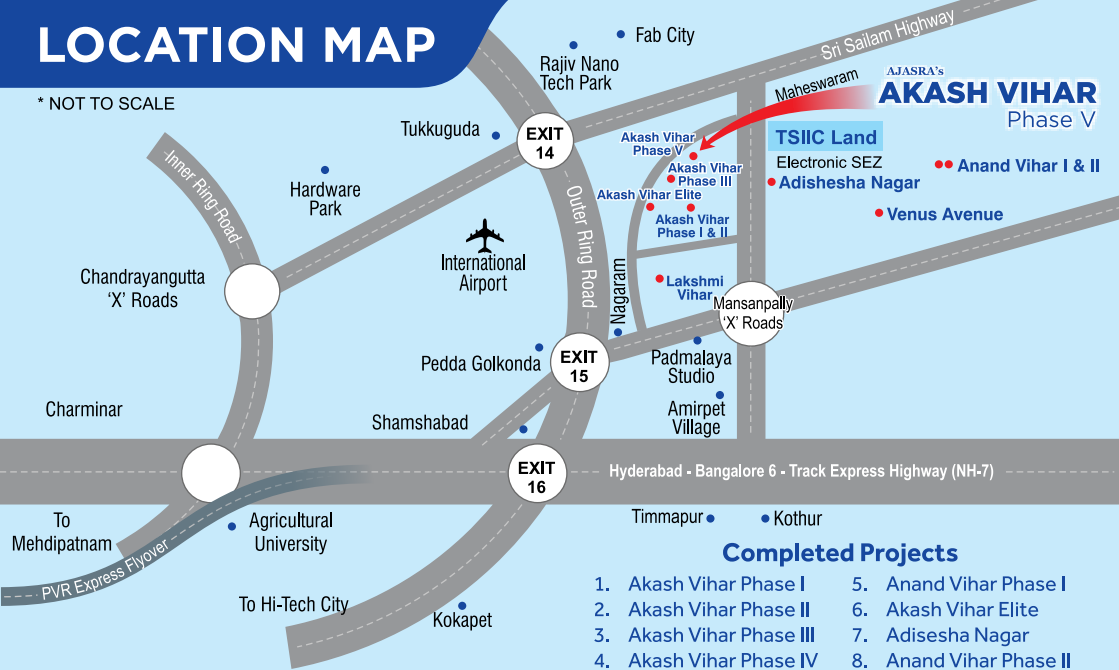 LOCATION MAP
* NOT TO SCALE
Fab City
Rajiv Nano
Tech Park
Sri Sailam Highway
Maheswaram
AJASRA's
AKASH VIHAR
Phase V
Tukkuguda
EXIT
14
Akash Vihar
Phase V
TSIIC Land
Electronic SEZ
Akash Vihar
Phase III
Anand Vihar I & II
Adishesha Nagar
Akash Vihar Elite
Akash Vihar
Phase I & II
Venus Avenue
Inner Ring Road
Hardware
Park
Outer Ring Road
International
Airport
Chandrayangutta
‘X’ Roads
Nagaram
Lakshmi
Vihar
Mansanpally
‘X’ Roads
Pedda Golkonda
EXIT
15
Padmalaya
Studio
Charminar
Shamshabad
Amirpet
Village
EXIT
16
Hyderabad - Bangalore 6 - Track Express Highway (NH-7)
To
Mehdipatnam
Agricultural
University
Timmapur
Kothur
PVR Express Flyover
To Hi-Tech City
Kokapet
Completed Projects
1. Akash Vihar Phase I
2. Akash Vihar Phase II
3. Akash Vihar Phase III
4. Akash Vihar Phase IV
5. Anand Vihar Phase I
6. Akash Vihar Elite
7. Adisesha Nagar
8. Anand Vihar Phase II